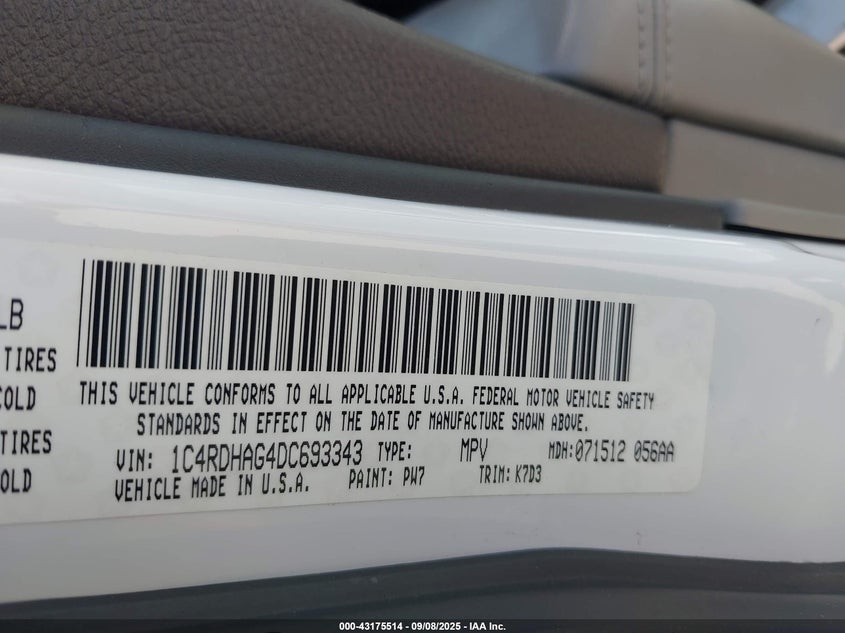 LB
TIRES
COLD
TIRES
OLD
THIS VEHICLE CONFORMS TO ALL APPLICABLE U.S.A. FEDERAL MOTOR VEHICLE SAFETY
STANDARDS IN EFFECT ON THE DATE OF MANUFACTURE SHOWN ABOVE.
VIN: 1C4RDHAG4DC693343 TYPE: MPV MDH:071512 056AA
VEHICLE MADE IN U.S.A. PAINT: PW7 TRIM: K7D3
000-43175514 - 09/08/2025 - IAA Inc.